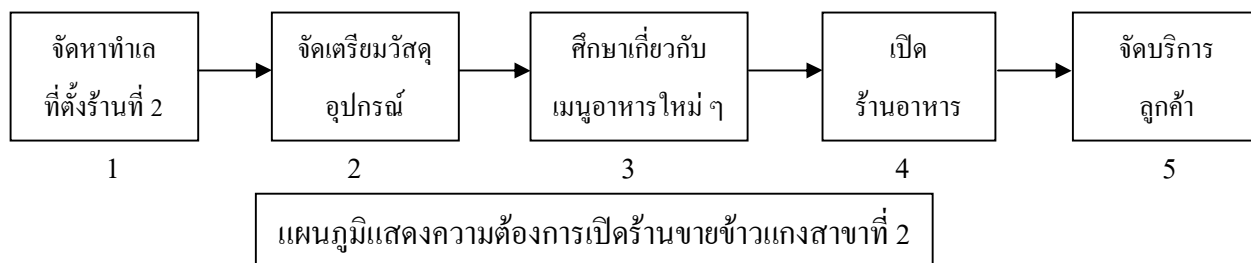 จัดหาทำเล
ที่ตั้งร้านที่ 2
จัดเตรียมวัสดุ
อุปกรณ์
ศึกษาเกี่ยวกับ
เมนูอาหารใหม่ ๆ
เปิด
ร้านอาหาร
จัดบริการ
ลูกค้า
1
2
3
4
5
แผนภูมิแสดงความต้องการเปิดร้านขายข้าวแกงสาขาที่ 2